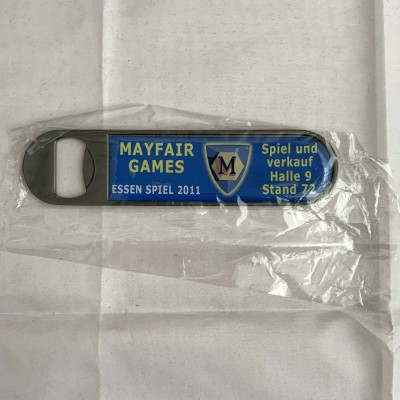 MAYFAIR
GAMES
ESSEN SPIEL 2011
M
Spiel und
verkauf
Halle 9
Stand 72